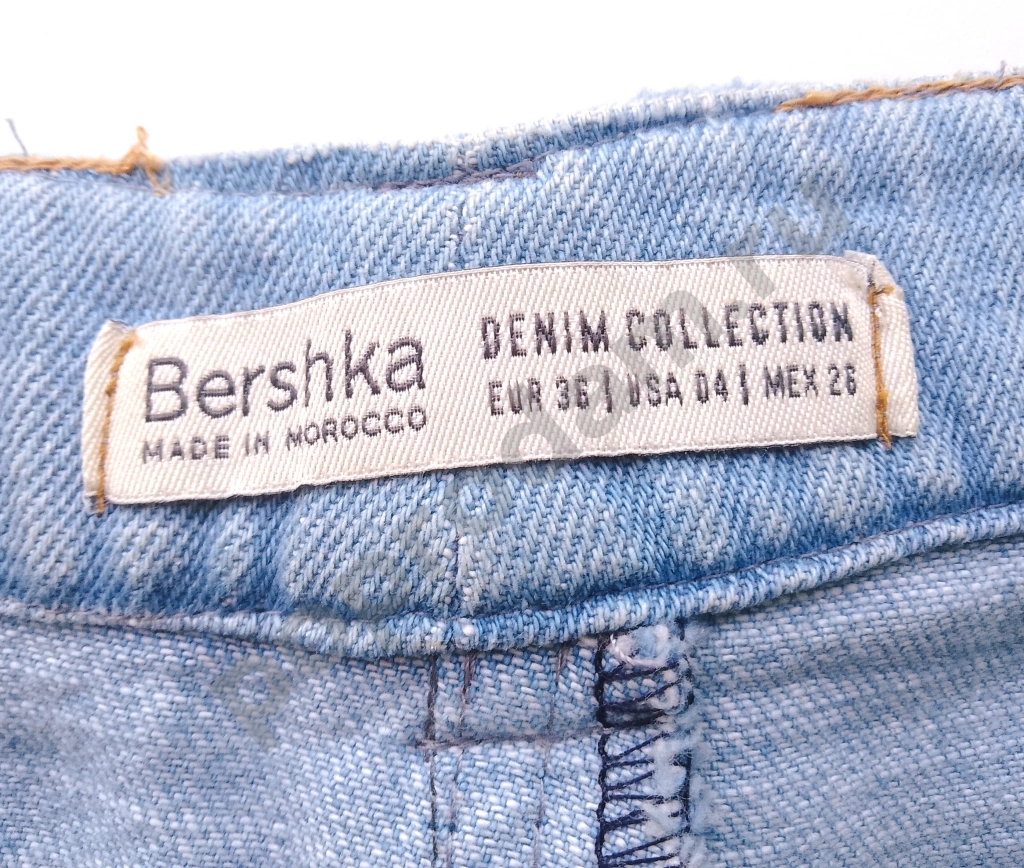 Bershka
MADE IN MOROCCO
DENIM COLLECTION
EUR 36 | USA 04 | MEX 26